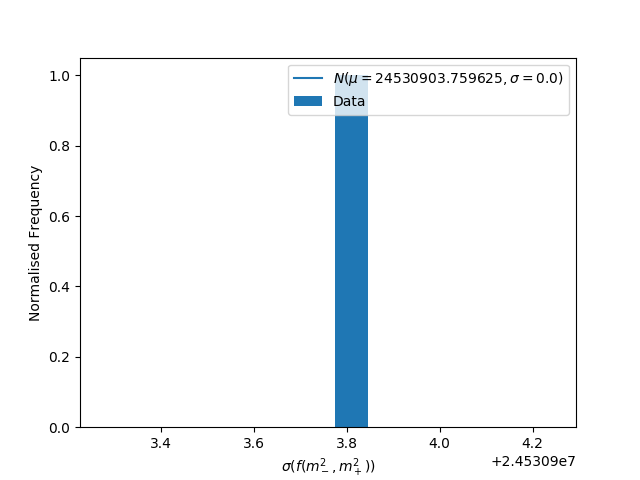 N(μ = 24530903.759625, σ = 0.0)
Data
1.0
0.8
0.6
0.4
0.2
0.0
Normalised Frequency
3.4 3.6 3.8 4.0 4.2
+2.45309e7
σ(f(m²₋, m²₊))